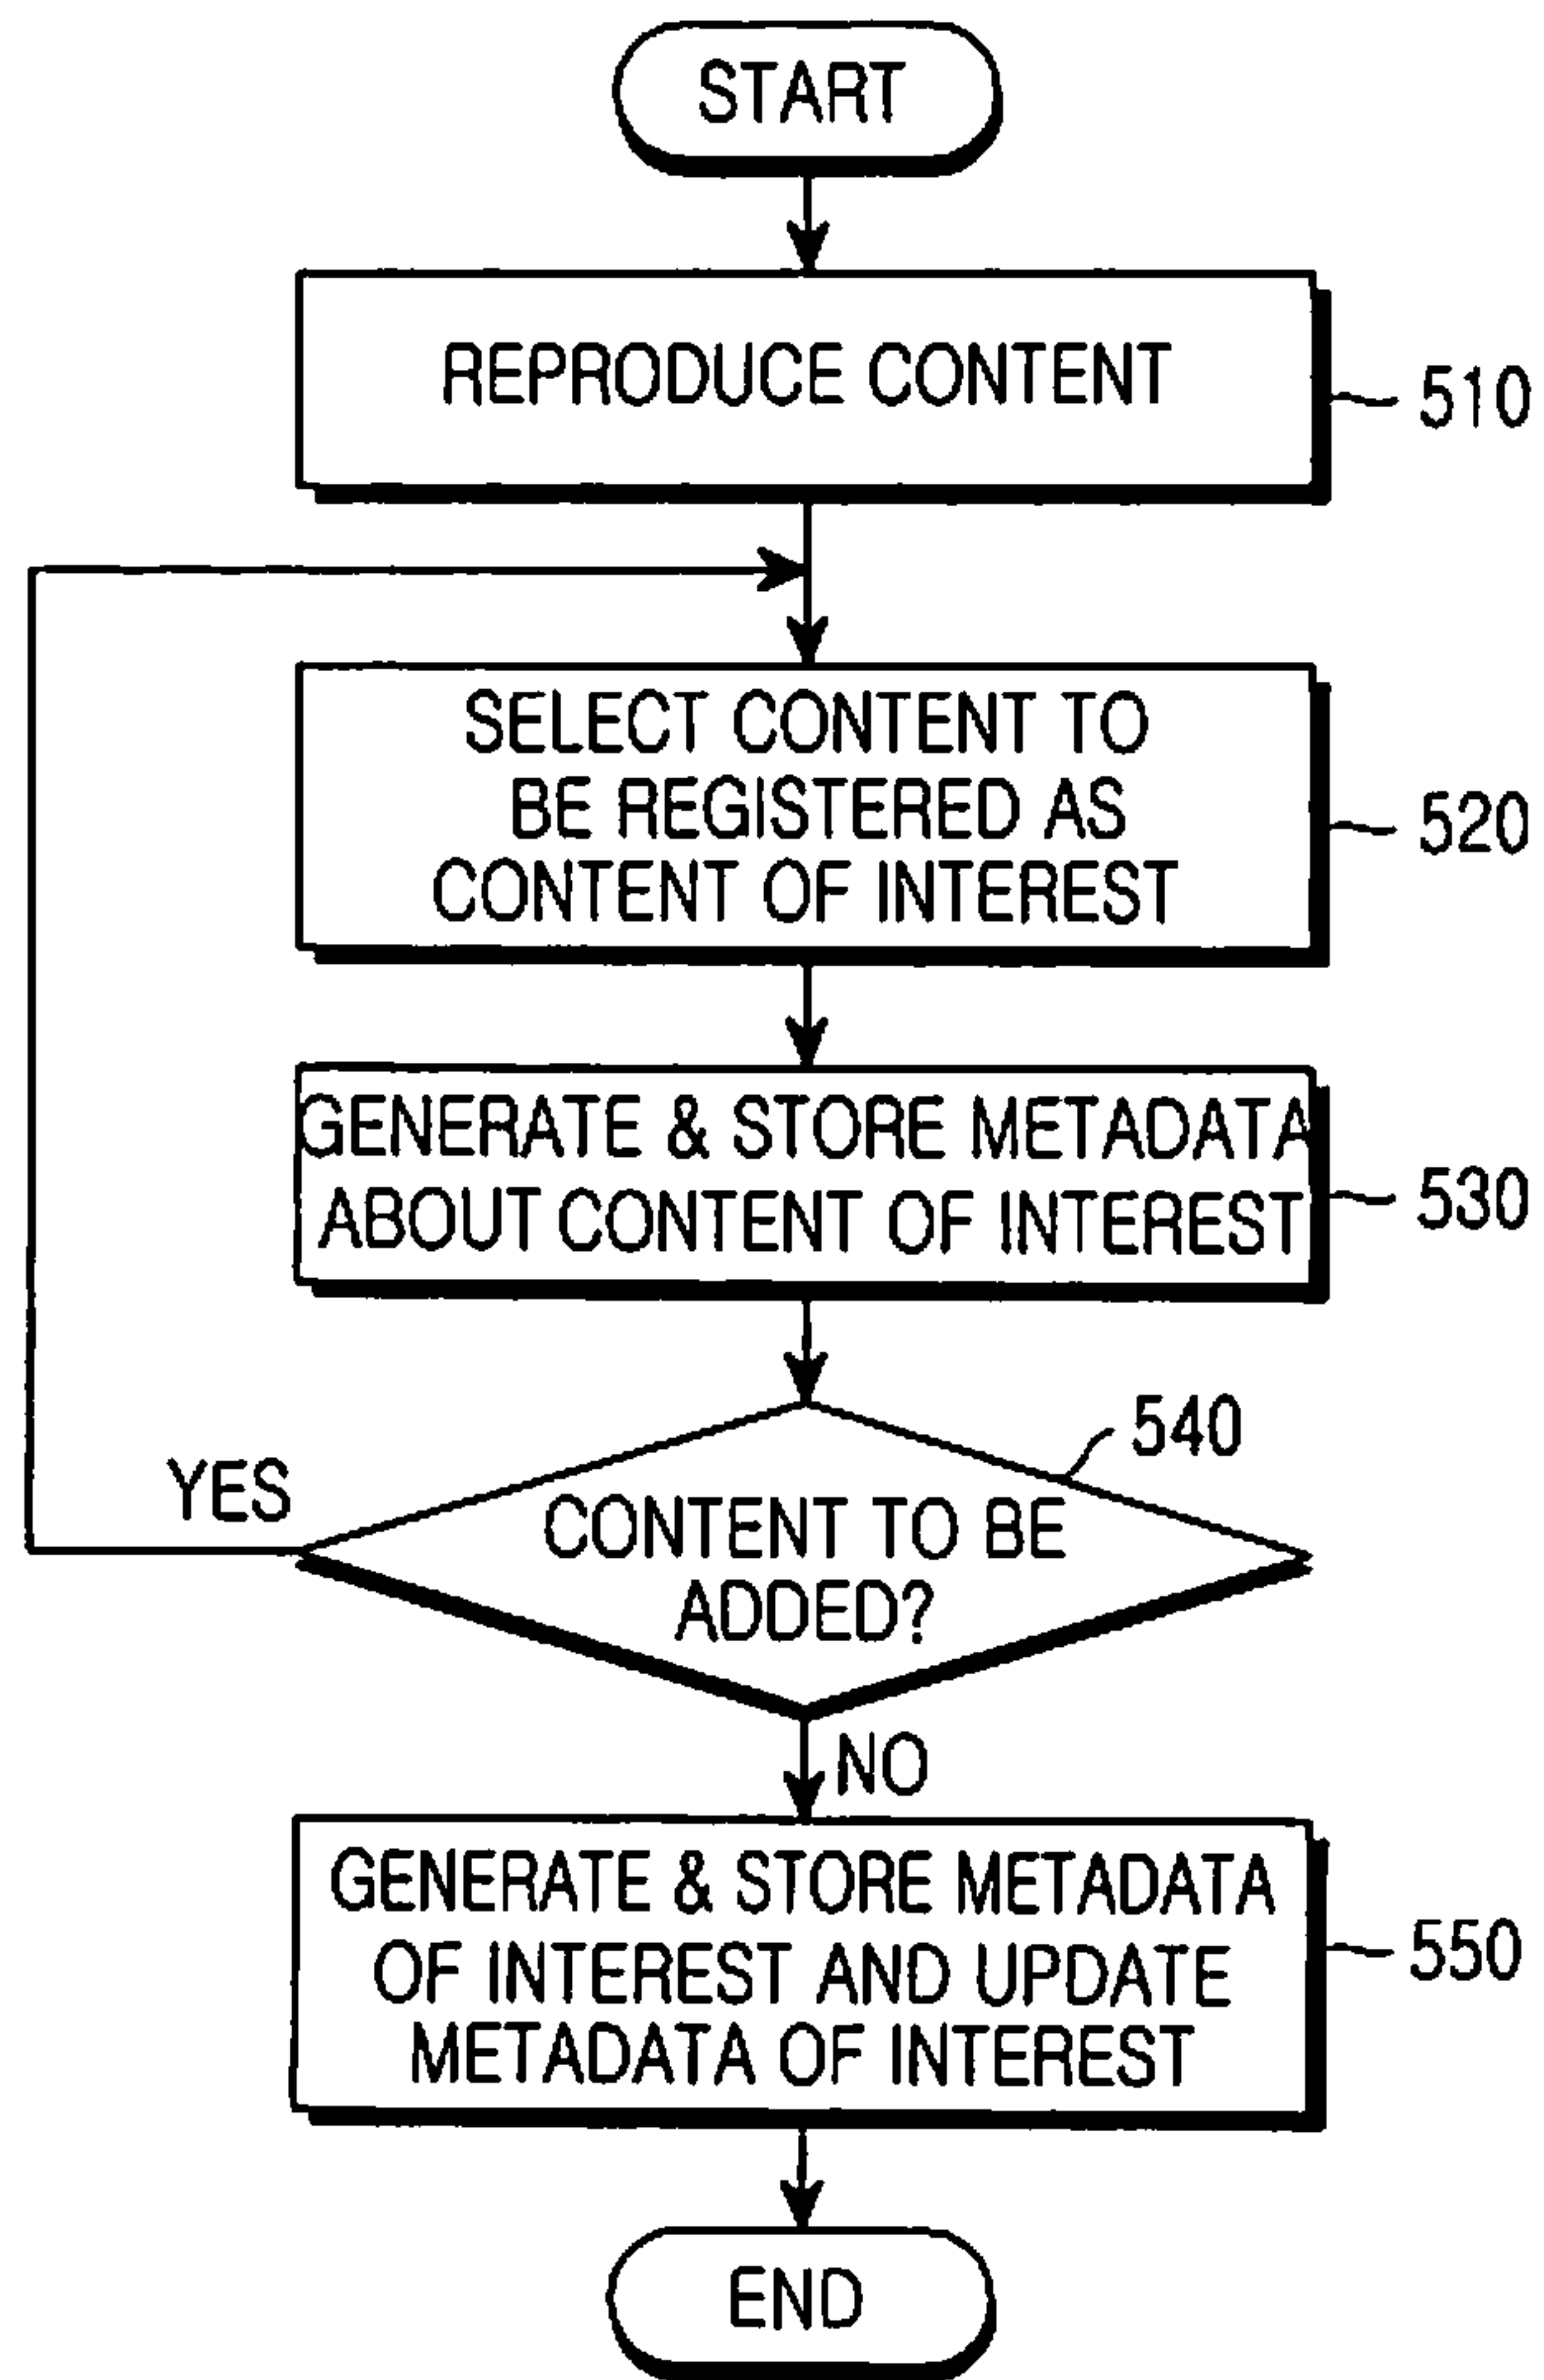 START
REPRODUCE CONTENT
510
SELECT CONTENT TO
BE REGISTERED AS
CONTENT OF INTEREST
520
GENERATE & STORE METADATA
ABOUT CONTENT OF INTEREST
530
540
YES
CONTENT TO BE
ADDED?
NO
GENERATE & STORE METADATA
OF INTEREST AND UPDATE
METADATA OF INTEREST
550
END